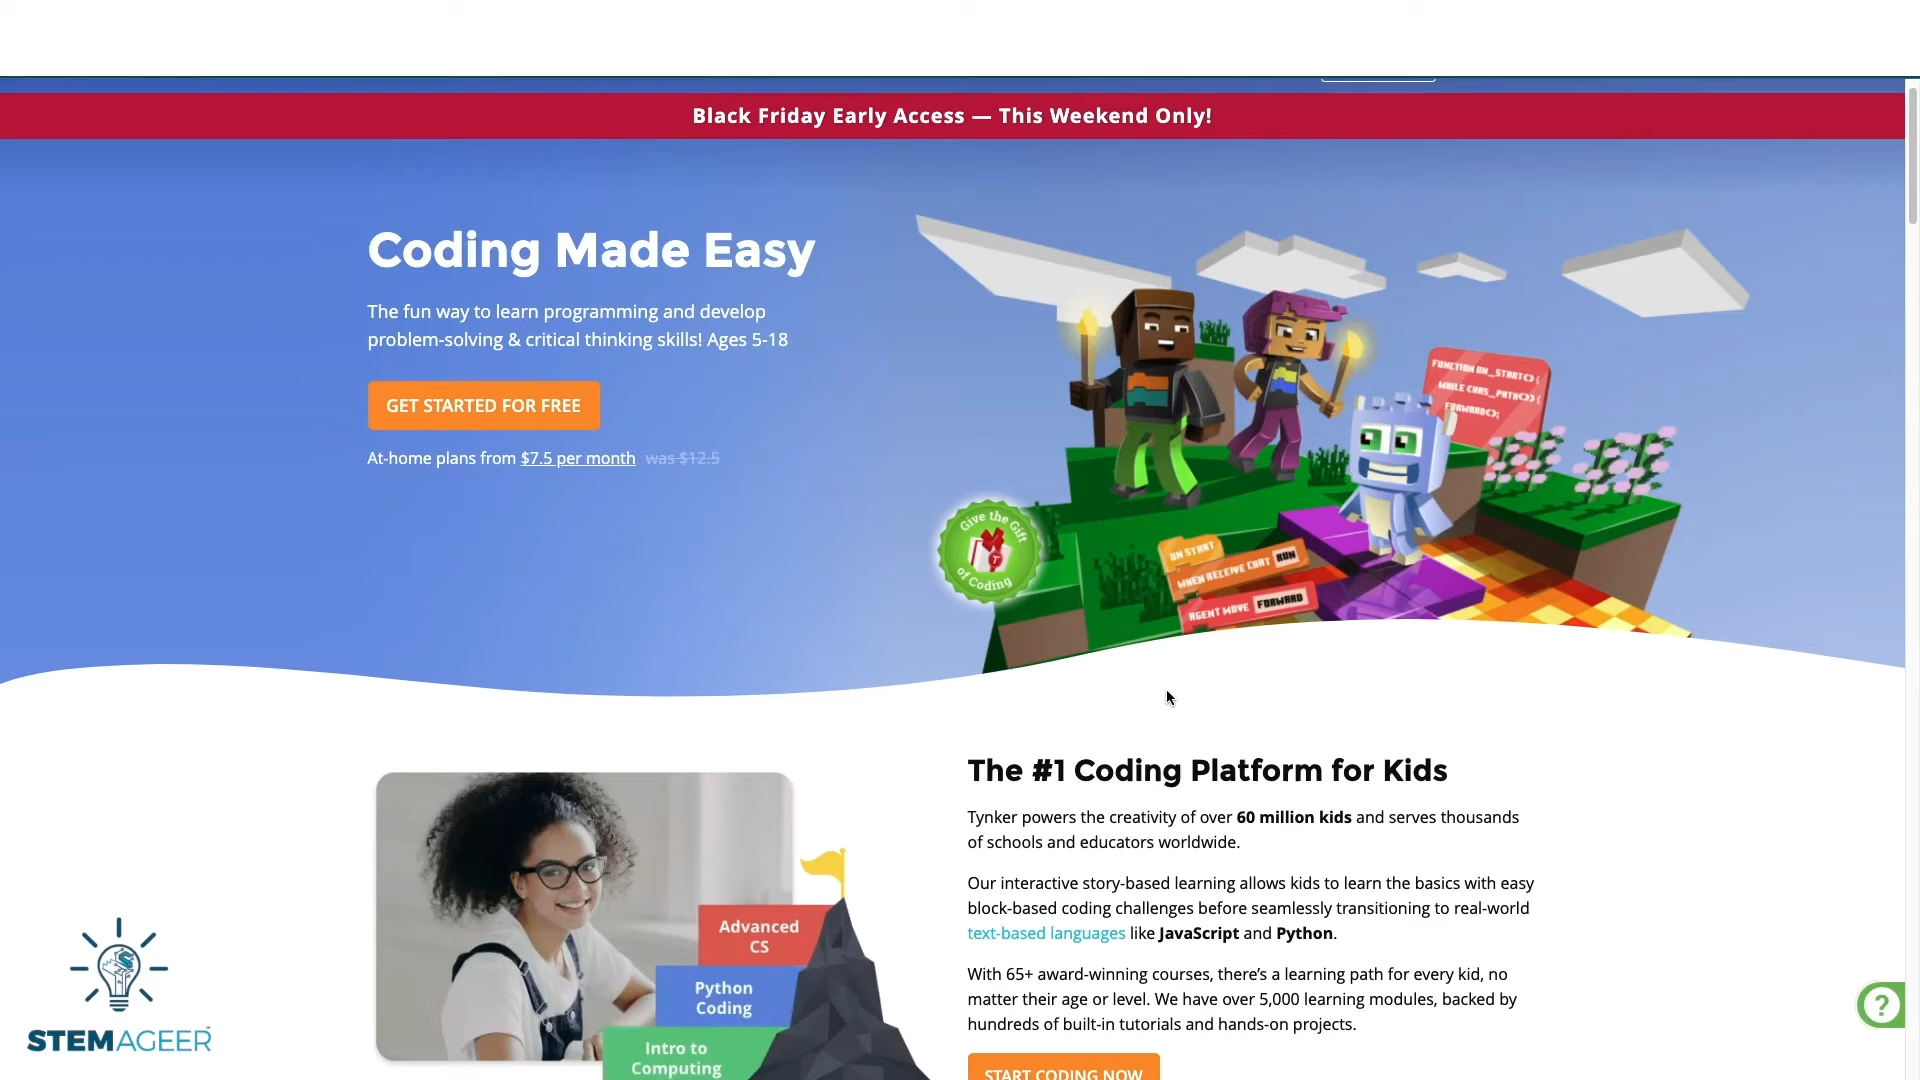 Black Friday Early Access — This Weekend Only!
Coding Made Easy
The fun way to learn programming and develop
problem-solving & critical thinking skills! Ages 5-18
GET STARTED FOR FREE
At-home plans from $7.5 per month was $12.5
FUNCTION ON_START<>{
WHILE CHRS_PATH<>>{
FORWARD<>;
Give the Gift
of Coding
ON START
WHEN RECEIVE CHAT RUN
AGENT MOVE FORWARD
The #1 Coding Platform for Kids
Tynker powers the creativity of over 60 million kids and serves thousands
of schools and educators worldwide.
Our interactive story-based learning allows kids to learn the basics with easy
block-based coding challenges before seamlessly transitioning to real-world
text-based languages like JavaScript and Python.
With 65+ award-winning courses, there's a learning path for every kid, no
matter their age or level. We have over 5,000 learning modules, backed by
hundreds of built-in tutorials and hands-on projects.
START CODING NOW
Advanced
CS
Python
Coding
Intro to
Computing
STEMAGEER
?